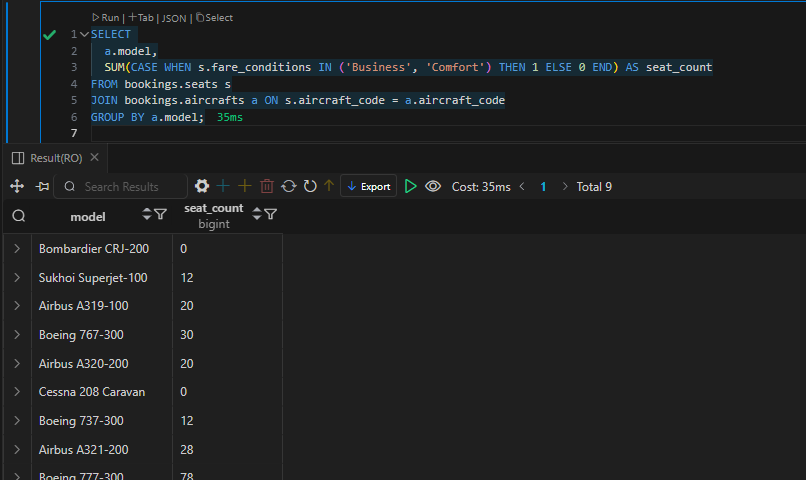 Run | + Tab | JSON | Select
1 SELECT
2 a.model,
3 SUM(CASE WHEN s.fare_conditions IN ('Business', 'Comfort') THEN 1 ELSE 0 END) AS seat_count
4 FROM bookings.seats s
5 JOIN bookings.aircrafts a ON s.aircraft_code = a.aircraft_code
6 GROUP BY a.model; 35ms
7
Result(RO)
Search Results Export Cost: 35ms < 1 > Total 9
model seat_count
bigint
Bombardier CRJ-200 0
Sukhoi Superjet-100 12
Airbus A319-100 20
Boeing 767-300 30
Airbus A320-200 20
Cessna 208 Caravan 0
Boeing 737-300 12
Airbus A321-200 28
Boeing 777-300 78